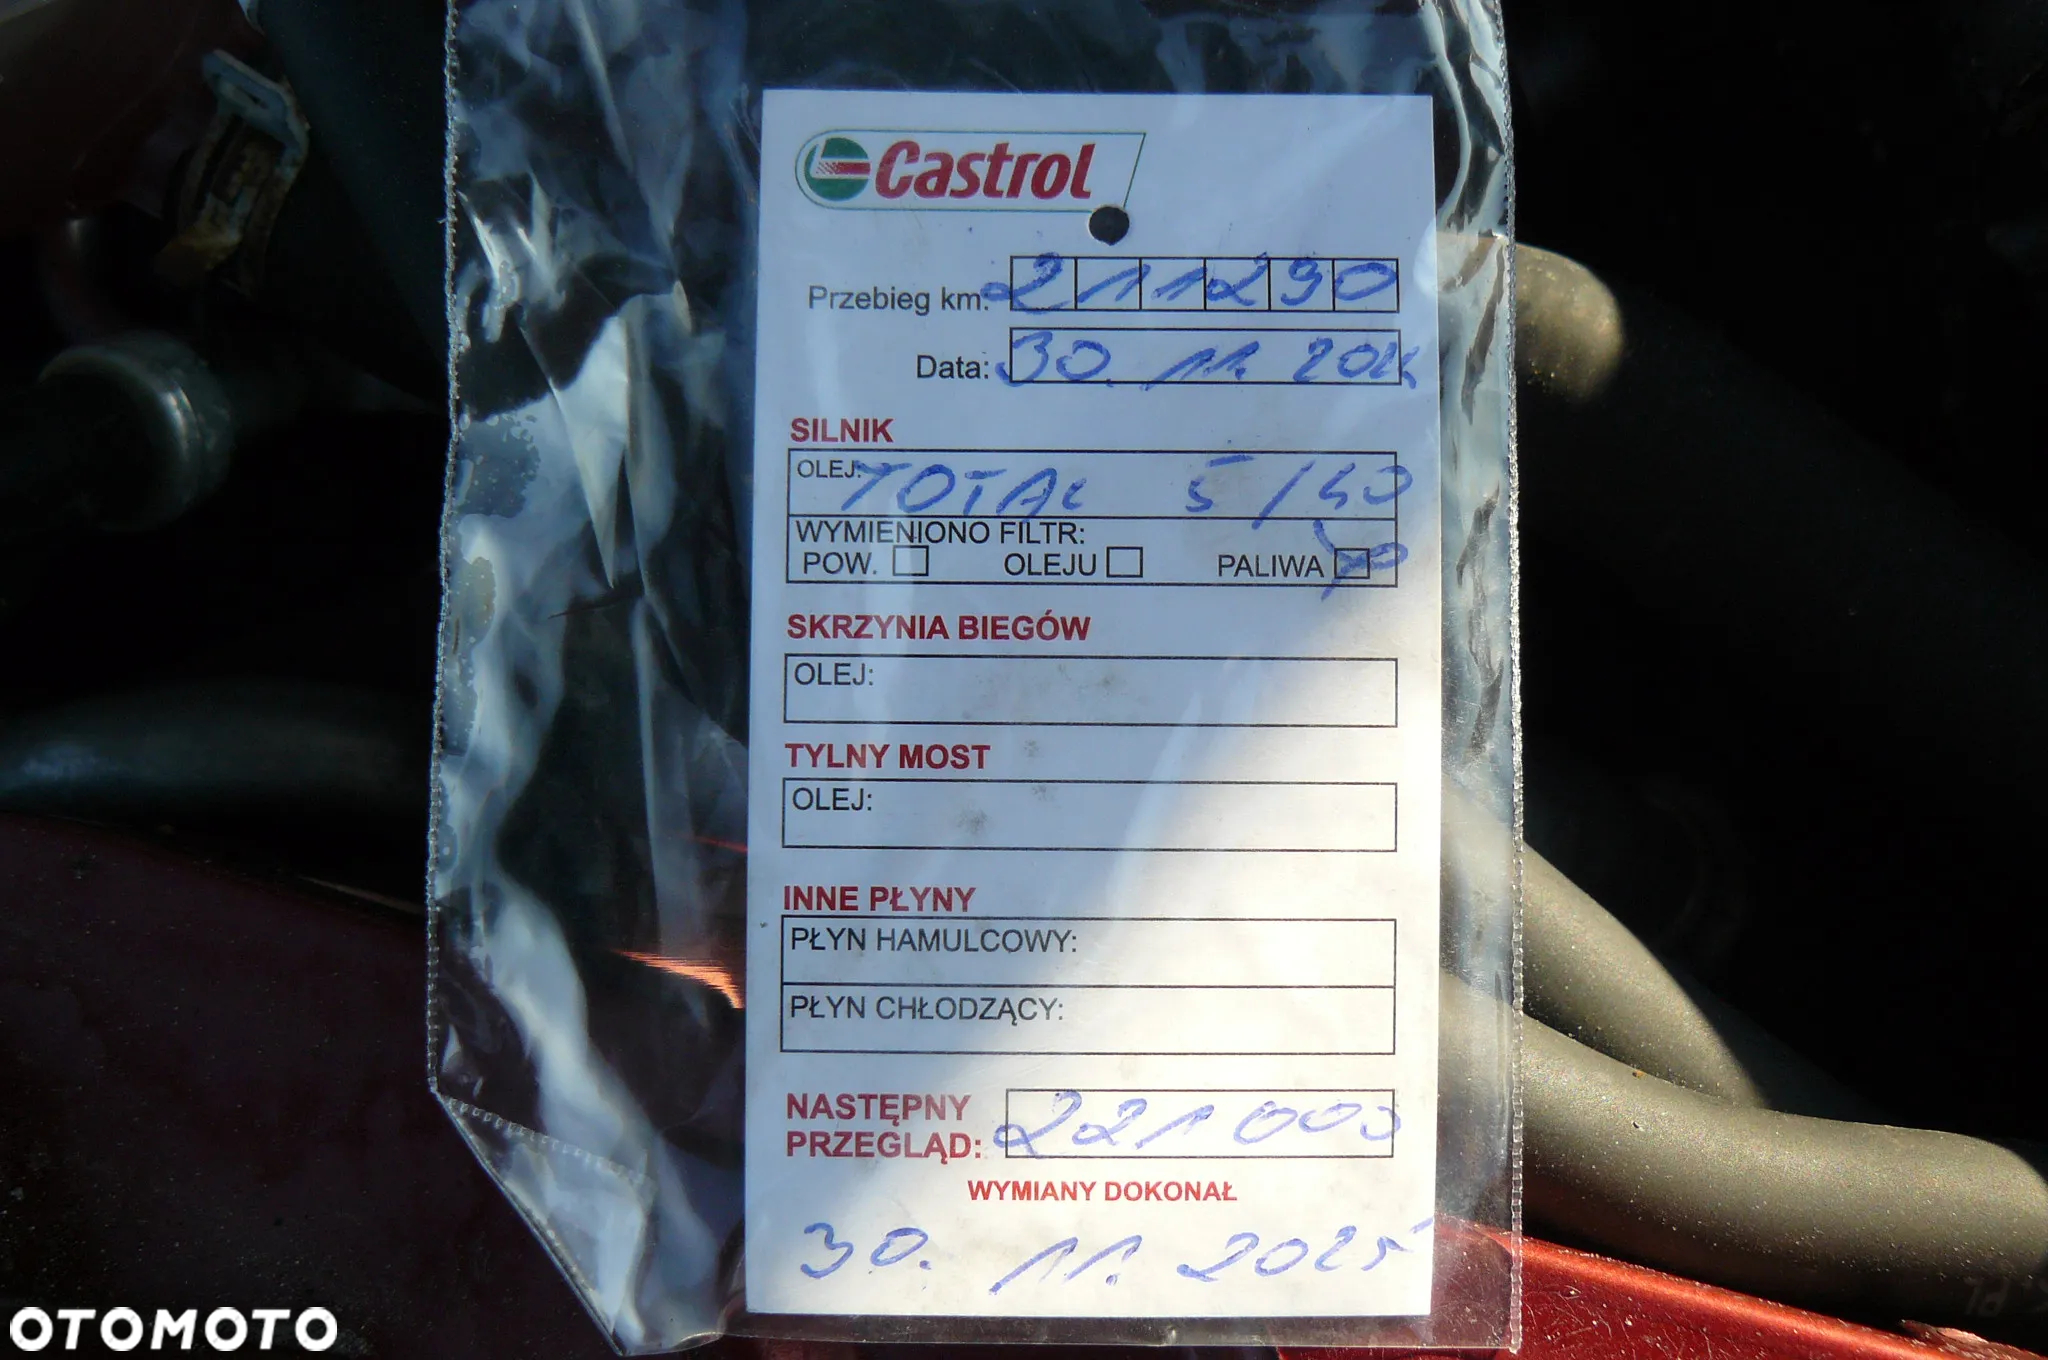 Castrol
Przebieg km: 211290
Data: 30. 11. 2024
SILNIK
OLEJ: TOTAL 5/40
WYMIENIONO FILTR:
POW. OLEJU PALIWA
SKRZYNIA BIEGÓW
OLEJ:
TYLNY MOST
OLEJ:
INNE PŁYNY
PŁYN HAMULCOWY:
PŁYN CHŁODZĄCY:
NASTĘPNY
PRZEGLĄD: 221000
WYMIANY DOKONAŁ
30. 11. 2025
OTOMOTO